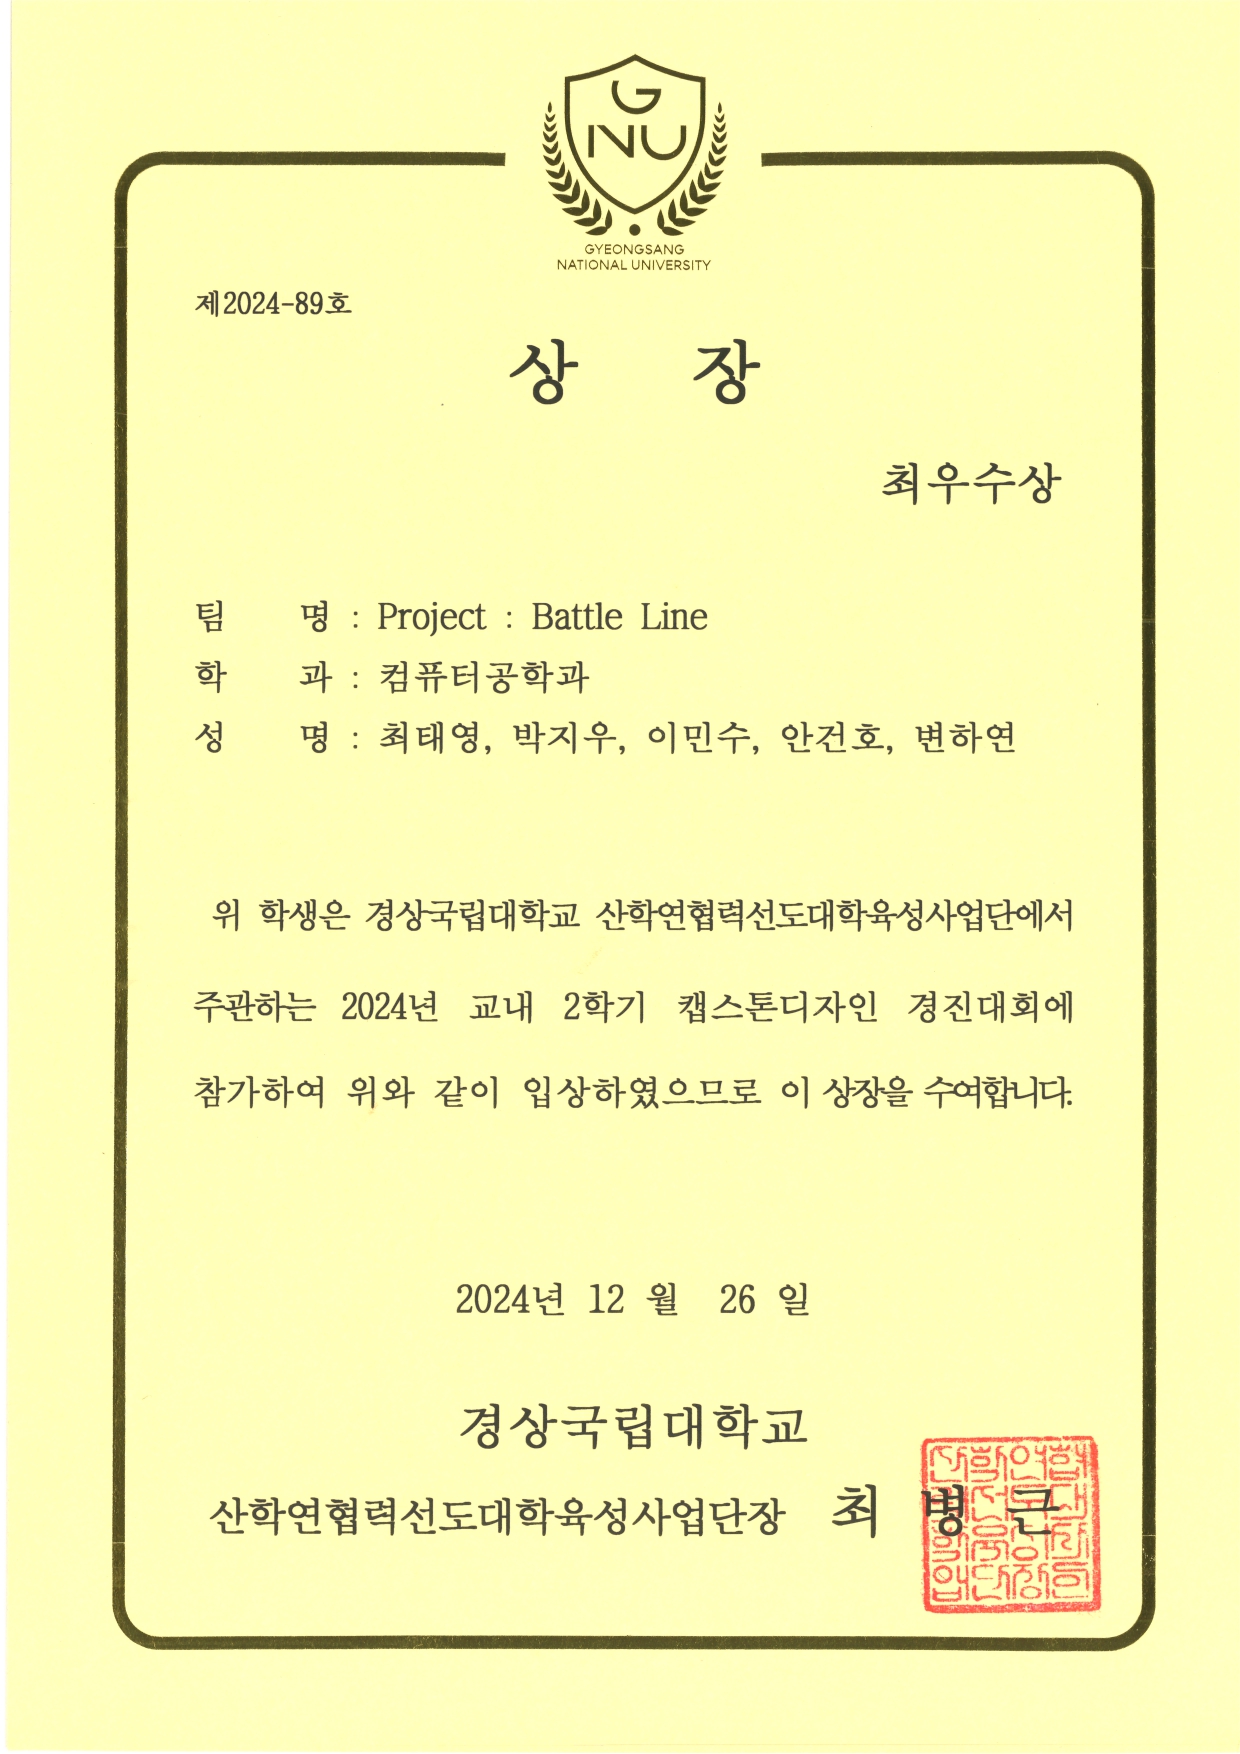 G
NU
GYEONGSANG
NATIONAL UNIVERSITY
제2024-89호
상 장
최우수상
팀 명 : Project : Battle Line
학 과 : 컴퓨터공학과
성 명 : 최태영, 박지우, 이민수, 안건호, 변하연
위 학생은 경상국립대학교 산학연협력선도대학육성사업단에서
주관하는 2024년 교내 2학기 캡스톤디자인 경진대회에
참가하여 위와 같이 입상하였으므로 이 상장을 수여합니다.
2024년 12 월 26 일
경상국립대학교
산학연협력선도대학육성사업단장 최 병 근